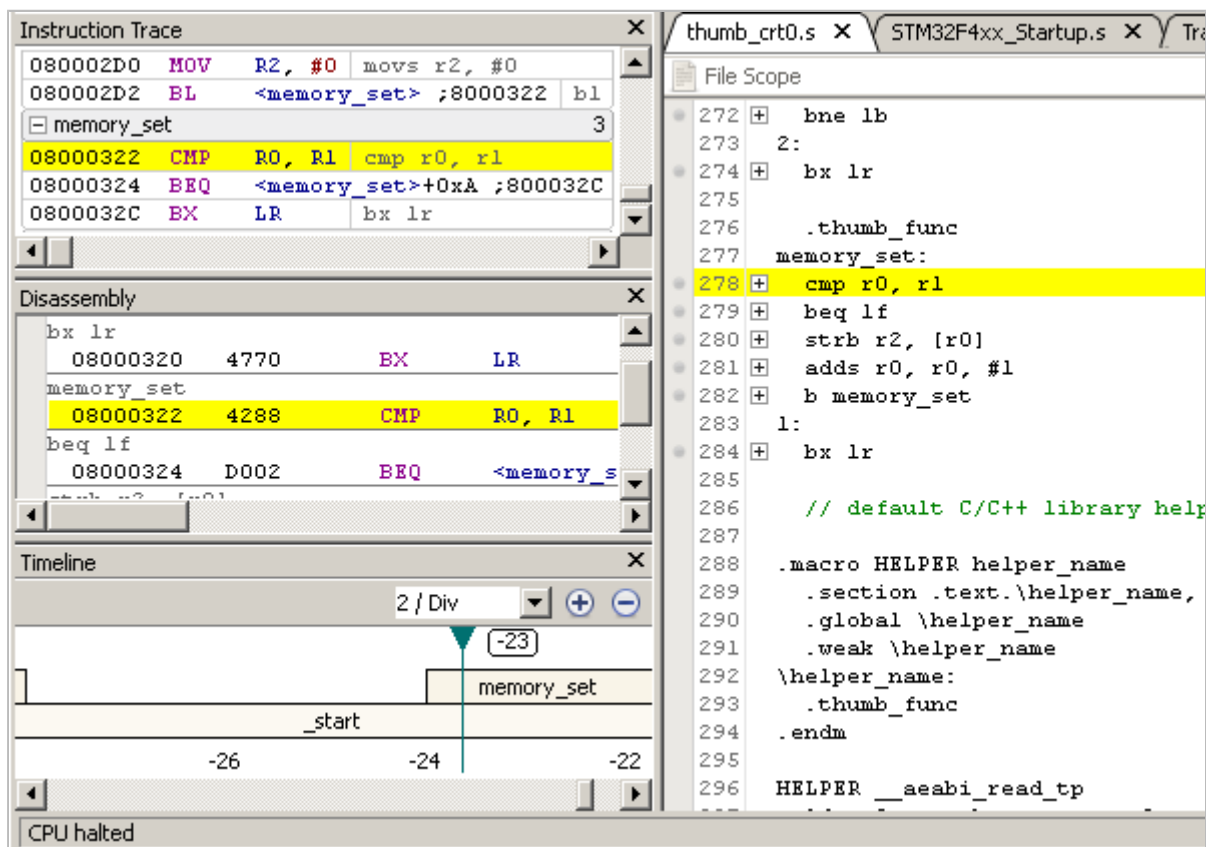 Instruction Trace
080002D0 MOV R2, #0 movs r2, #0
080002D2 BL <memory_set> ;8000322 bl
memory_set 3
08000322 CMP R0, R1 cmp r0, r1
08000324 BEQ <memory_set>+0xA ;800032C
0800032C BX LR bx lr
Disassembly
bx lr
08000320 4770 BX LR
memory_set
08000322 4288 CMP R0, R1
beq 1f
08000324 D002 BEQ <memory_s
Timeline
2 / Div
-23
memory_set
_start
-26 -24 -22
CPU halted
thumb_crt0.s STM32F4xx_Startup.s Tra
File Scope
272 bne 1b
273 2:
274 bx lr
275
276 .thumb_func
277 memory_set:
278 cmp r0, r1
279 beq 1f
280 strb r2, [r0]
281 adds r0, r0, #1
282 b memory_set
283 1:
284 bx lr
285
286 // default C/C++ library help
287
288 .macro HELPER helper_name
289 .section .text.\helper_name,
290 .global \helper_name
291 .weak \helper_name
292 \helper_name:
293 .thumb_func
294 .endm
295
296 HELPER __aeabi_read_tp